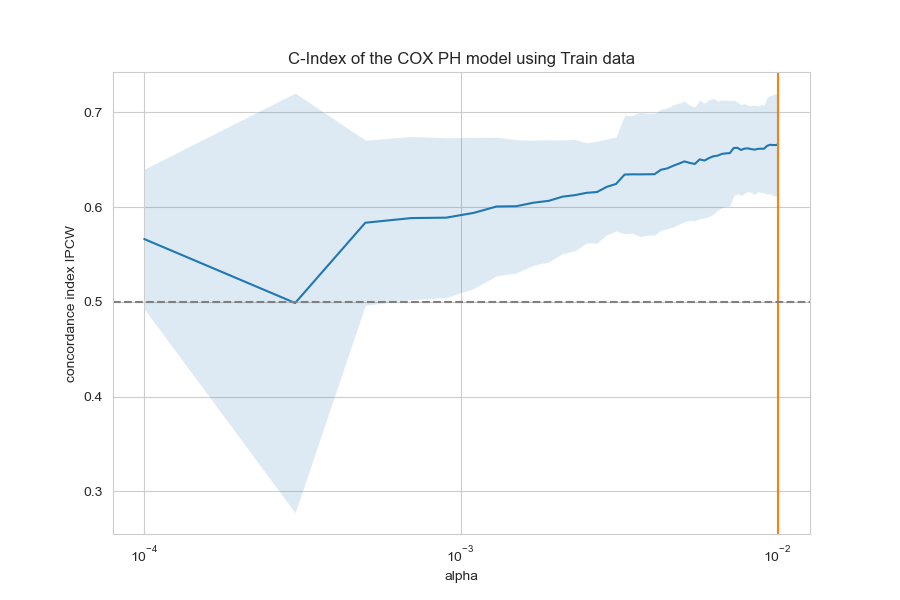 C-Index of the COX PH model using Train data
concordance index IPCW
0.7
0.6
0.5
0.4
0.3
10⁻⁴
10⁻³
10⁻²
alpha